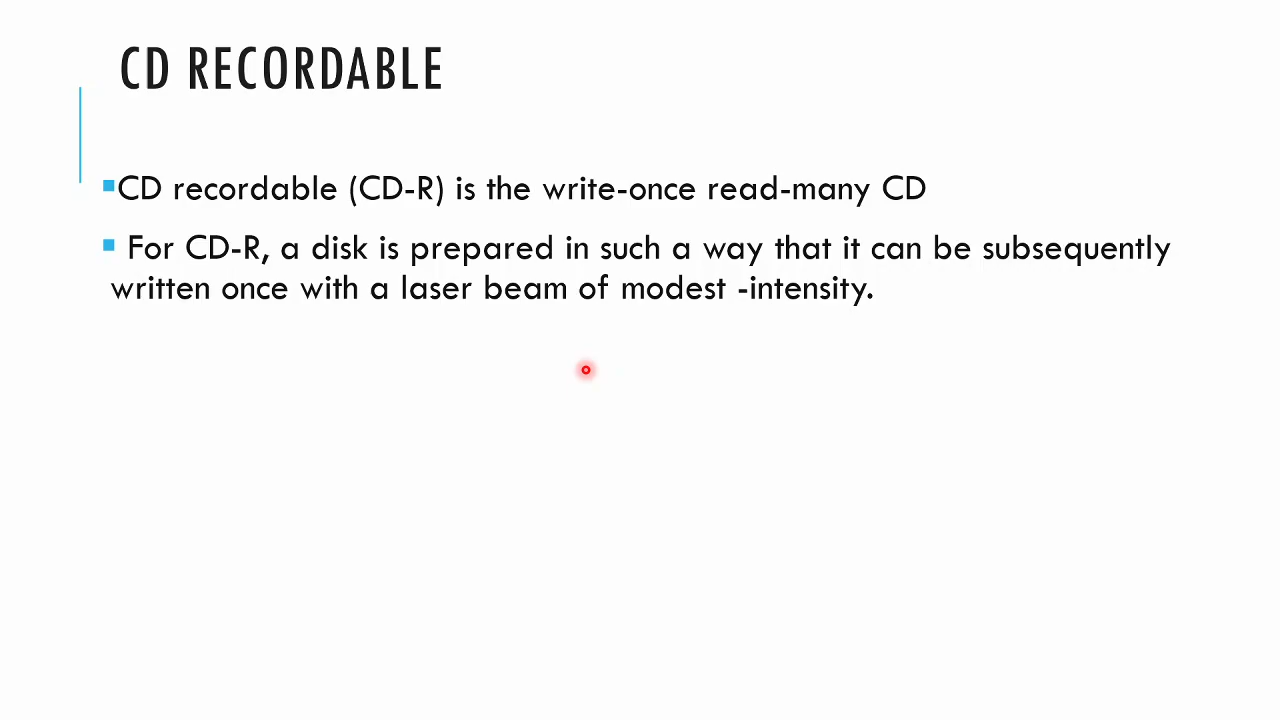 CD RECORDABLE
▪CD recordable (CD-R) is the write-once read-many CD
▪ For CD-R, a disk is prepared in such a way that it can be subsequently
written once with a laser beam of modest -intensity.